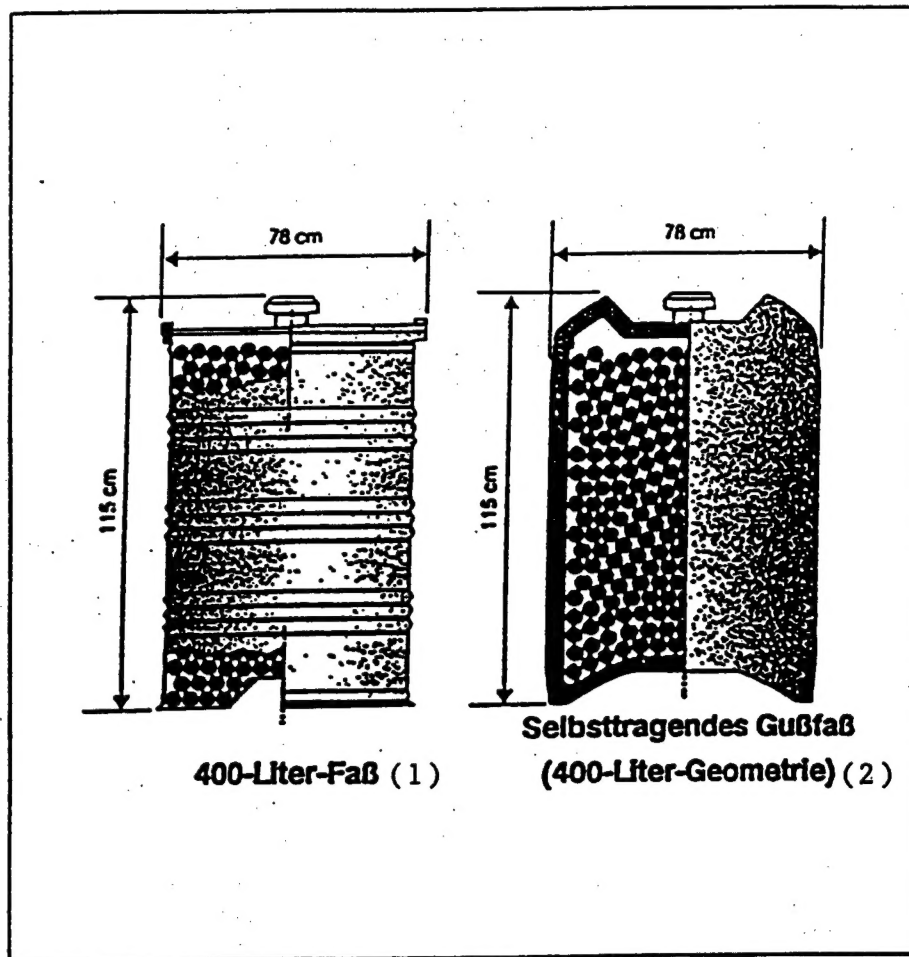 78 cm
115 cm
400-Liter-Faß (1)
78 cm
115 cm
Selbsttragendes Gußfaß
(400-Liter-Geometrie) (2)